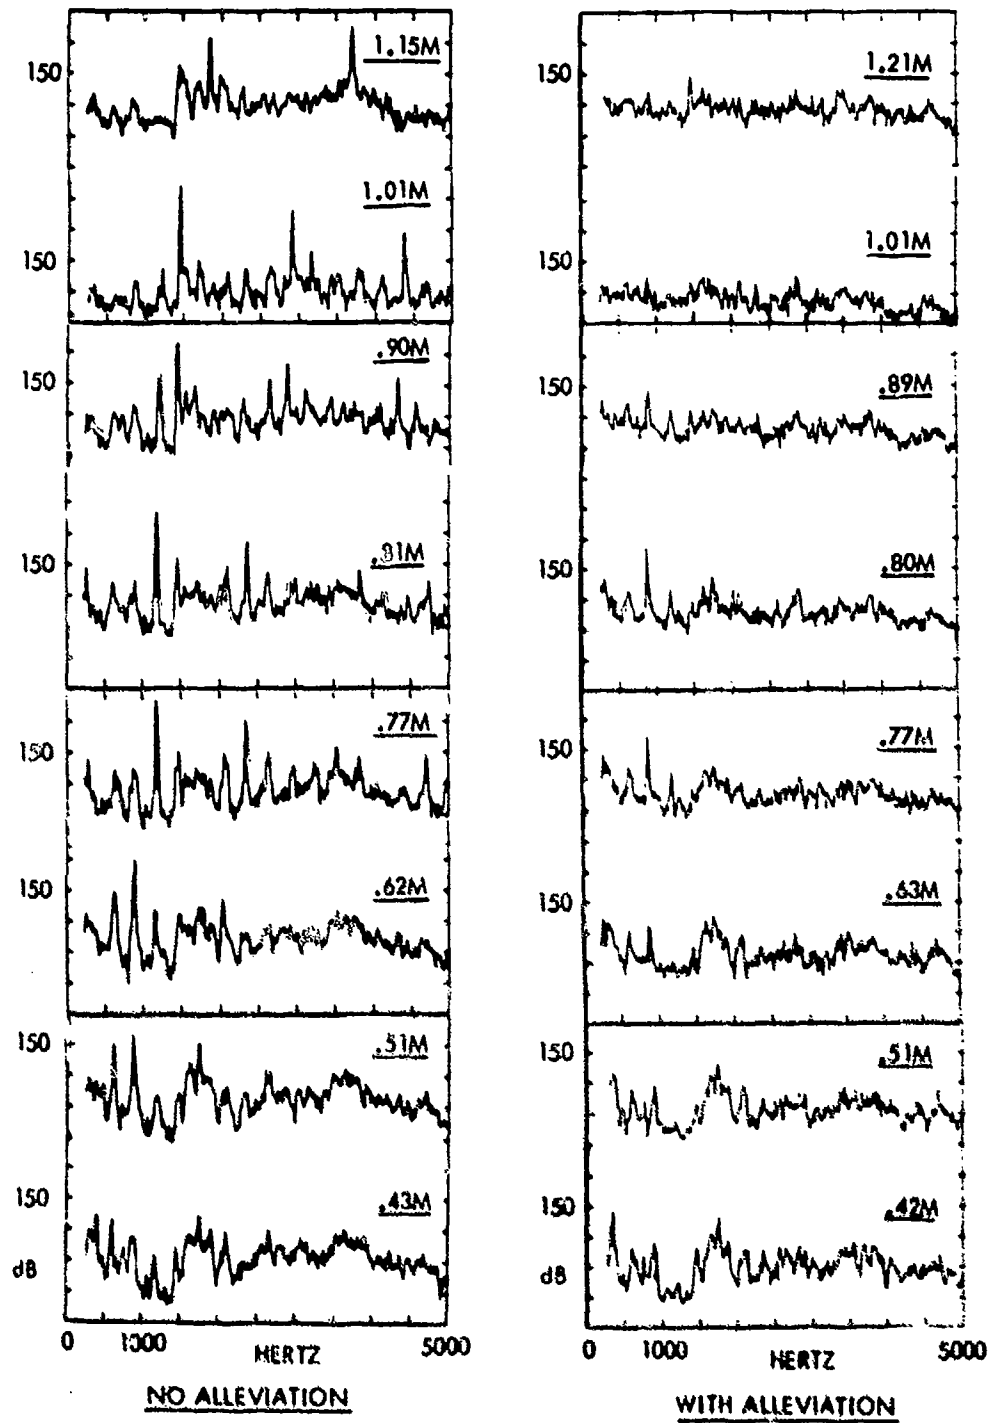 150
1.15M
150
1.01M
150
.90M
150
.81M
150
.77M
150
.62M
150
.51M
150
.43M
dB
0 1000 5000
HERTZ
NO ALLEVIATION
150
1.21M
150
1.01M
150
.89M
150
.80M
150
.77M
150
.63M
150
.51M
150
.42M
dB
0 1000 5000
HERTZ
WITH ALLEVIATION